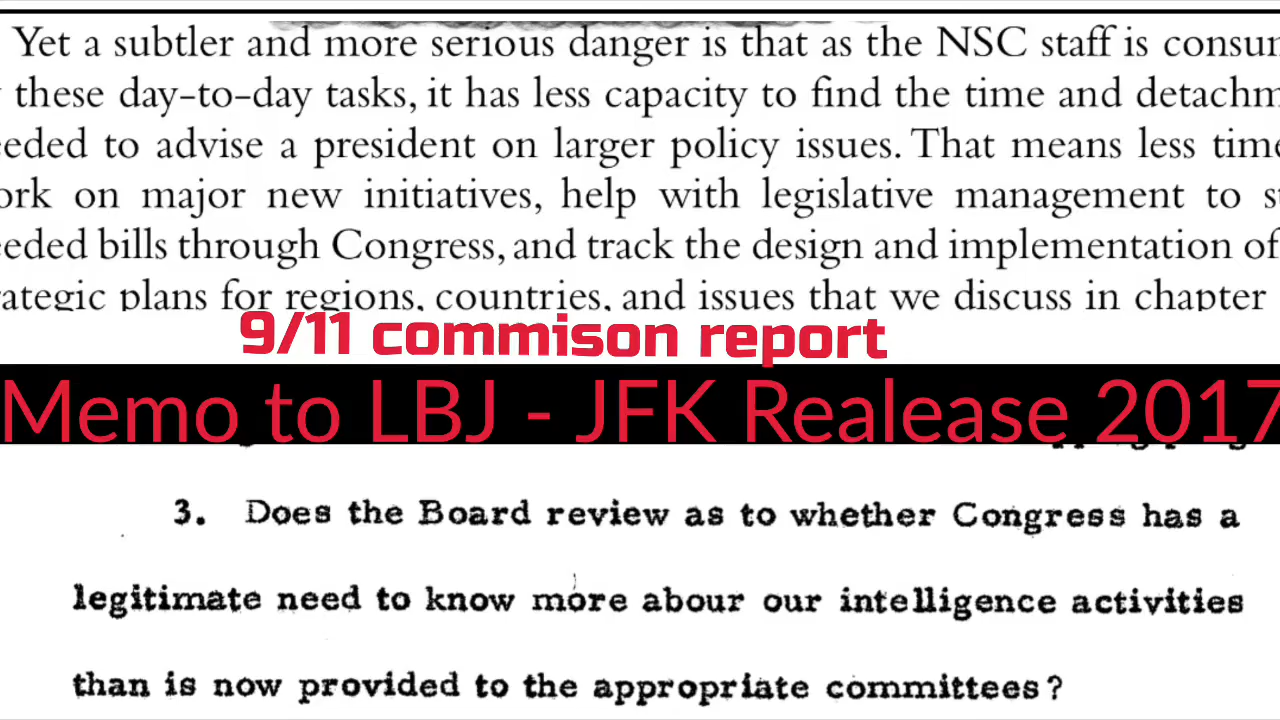 Yet a subtler and more serious danger is that as the NSC staff is
these day-to-day tasks, it has less capacity to find the time and
to advise a president on larger policy issues. That means less
on major new initiatives, help with legislative management to
bills through Congress, and track the design and implementation of
plans for regions, countries, and issues that we discuss in chapter
9/11 commison report
Memo to LBJ - JFK Realease 2017
3. Does the Board review as to whether Congress has a
legitimate need to know more abour our intelligence activities
than is now provided to the appropriate committees?